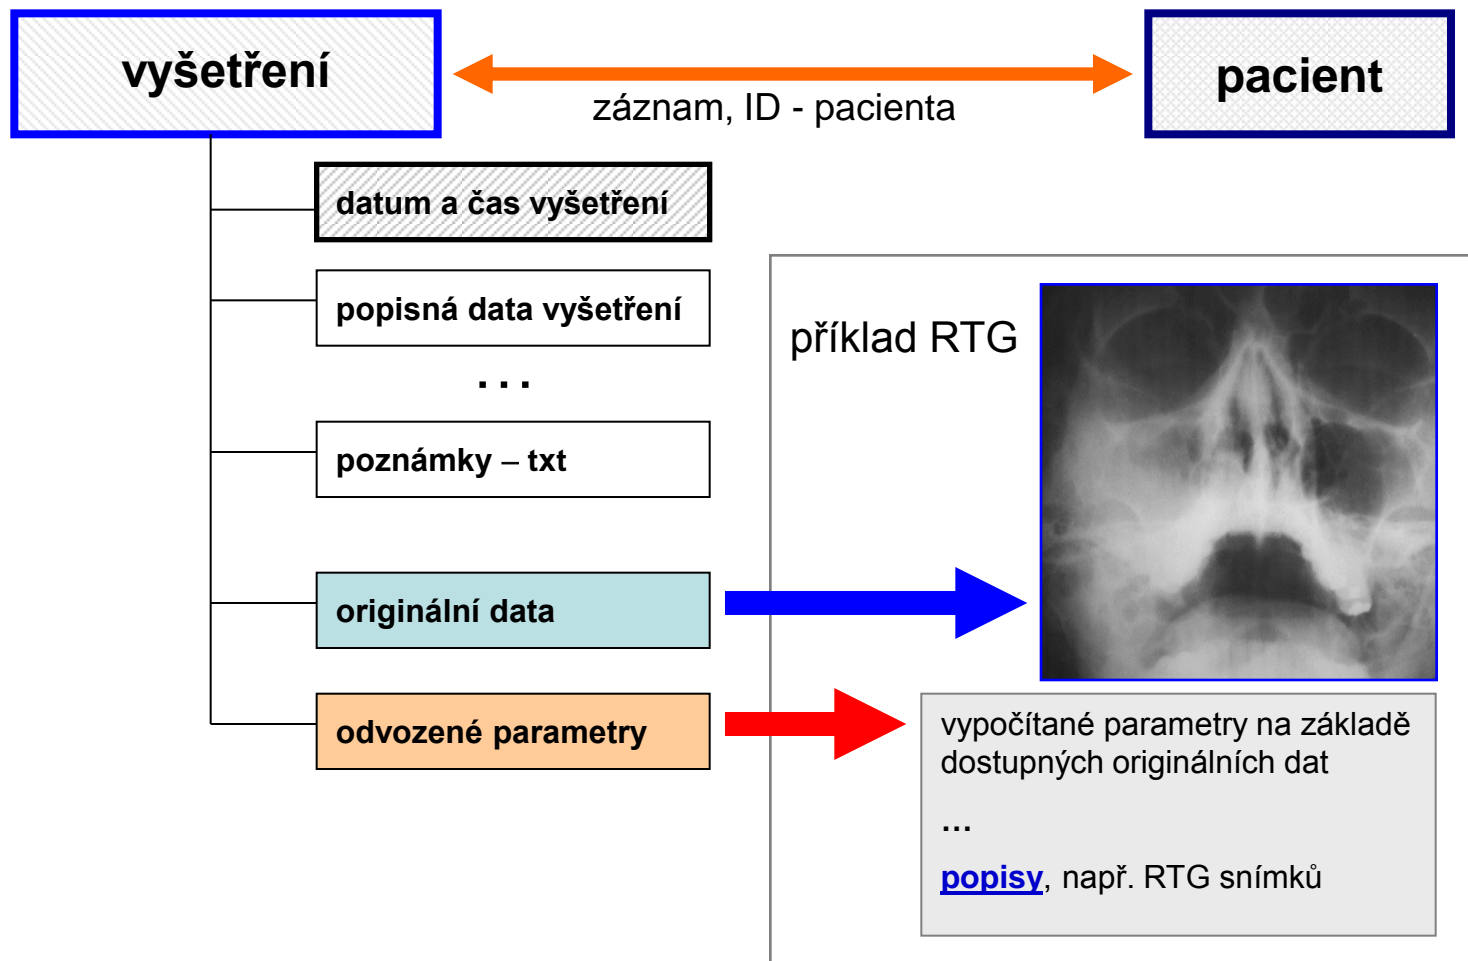 vyšetření
pacient
záznam, ID - pacienta
datum a čas vyšetření
popisná data vyšetření
...
poznámky – txt
originální data
odvozené parametry
příklad RTG
vypočítané parametry na základě
dostupných originálních dat
...
popisy, např. RTG snímků